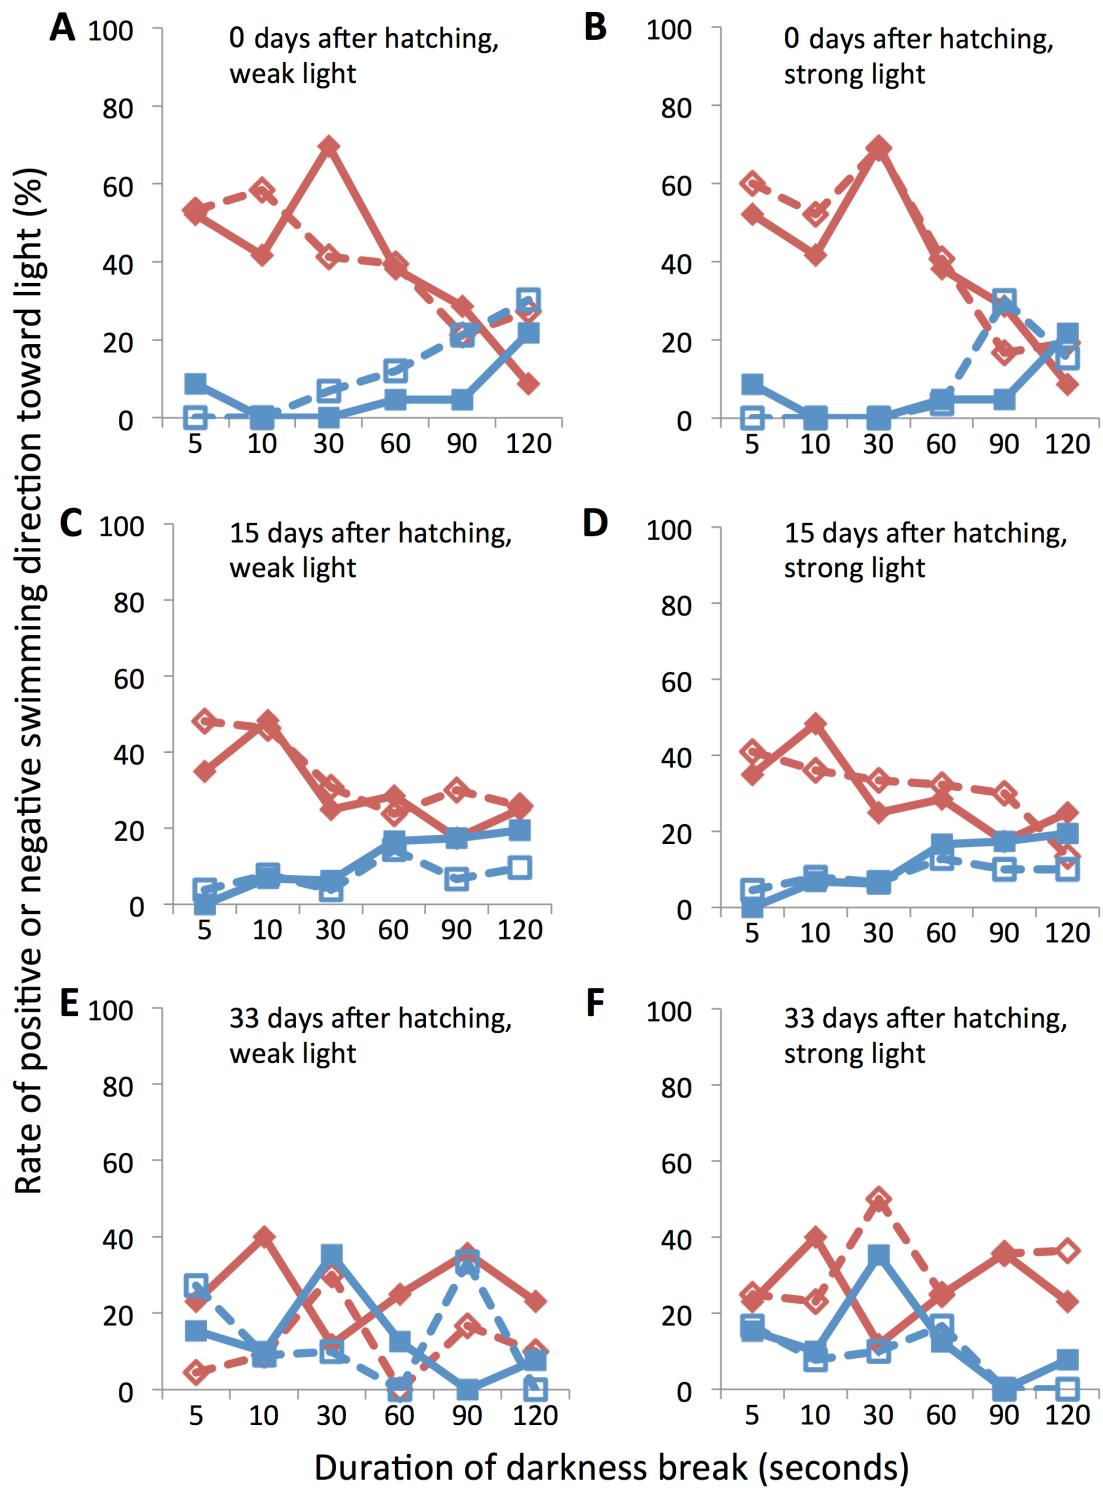 Rate of positive or negative swimming direction toward light (%)
A
0 days after hatching,
weak light
100
80
60
40
20
0
5 10 30 60 90 120
B
0 days after hatching,
strong light
100
80
60
40
20
0
5 10 30 60 90 120
C
15 days after hatching,
weak light
100
80
60
40
20
0
5 10 30 60 90 120
D
15 days after hatching,
strong light
100
80
60
40
20
0
5 10 30 60 90 120
E
33 days after hatching,
weak light
100
80
60
40
20
0
5 10 30 60 90 120
F
33 days after hatching,
strong light
100
80
60
40
20
0
5 10 30 60 90 120
Duration of darkness break (seconds)